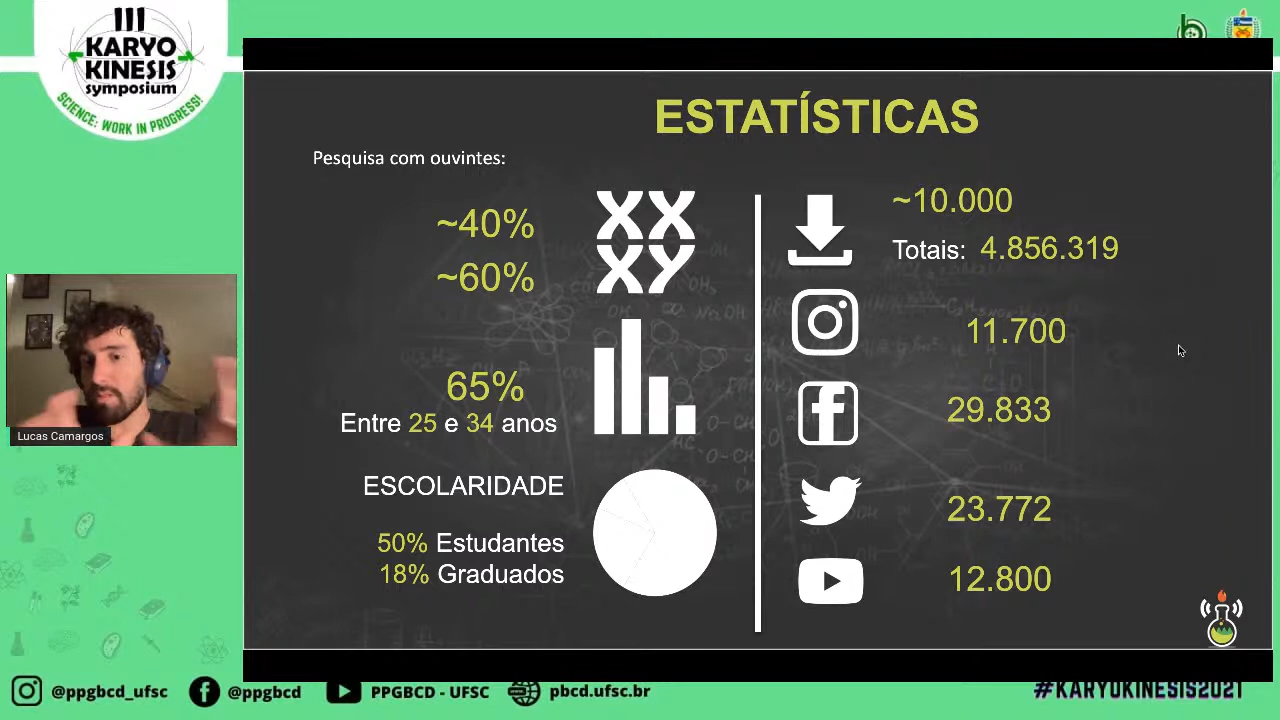 III
KARYO
KINESIS
symposium
SCIENCE: WORK IN PROGRESS!
ESTATÍSTICAS
Pesquisa com ouvintes:
~40% XX
~60% XY
65%
Entre 25 e 34 anos
ESCOLARIDADE
50% Estudantes
18% Graduados
~10.000
Totais: 4.856.319
11.700
29.833
23.772
12.800
Lucas Camargos
@ppgbcd_ufsc @ppgbcd PPGBCD - UFSC pbcd.ufsc.br #KARYOKINESIS2021